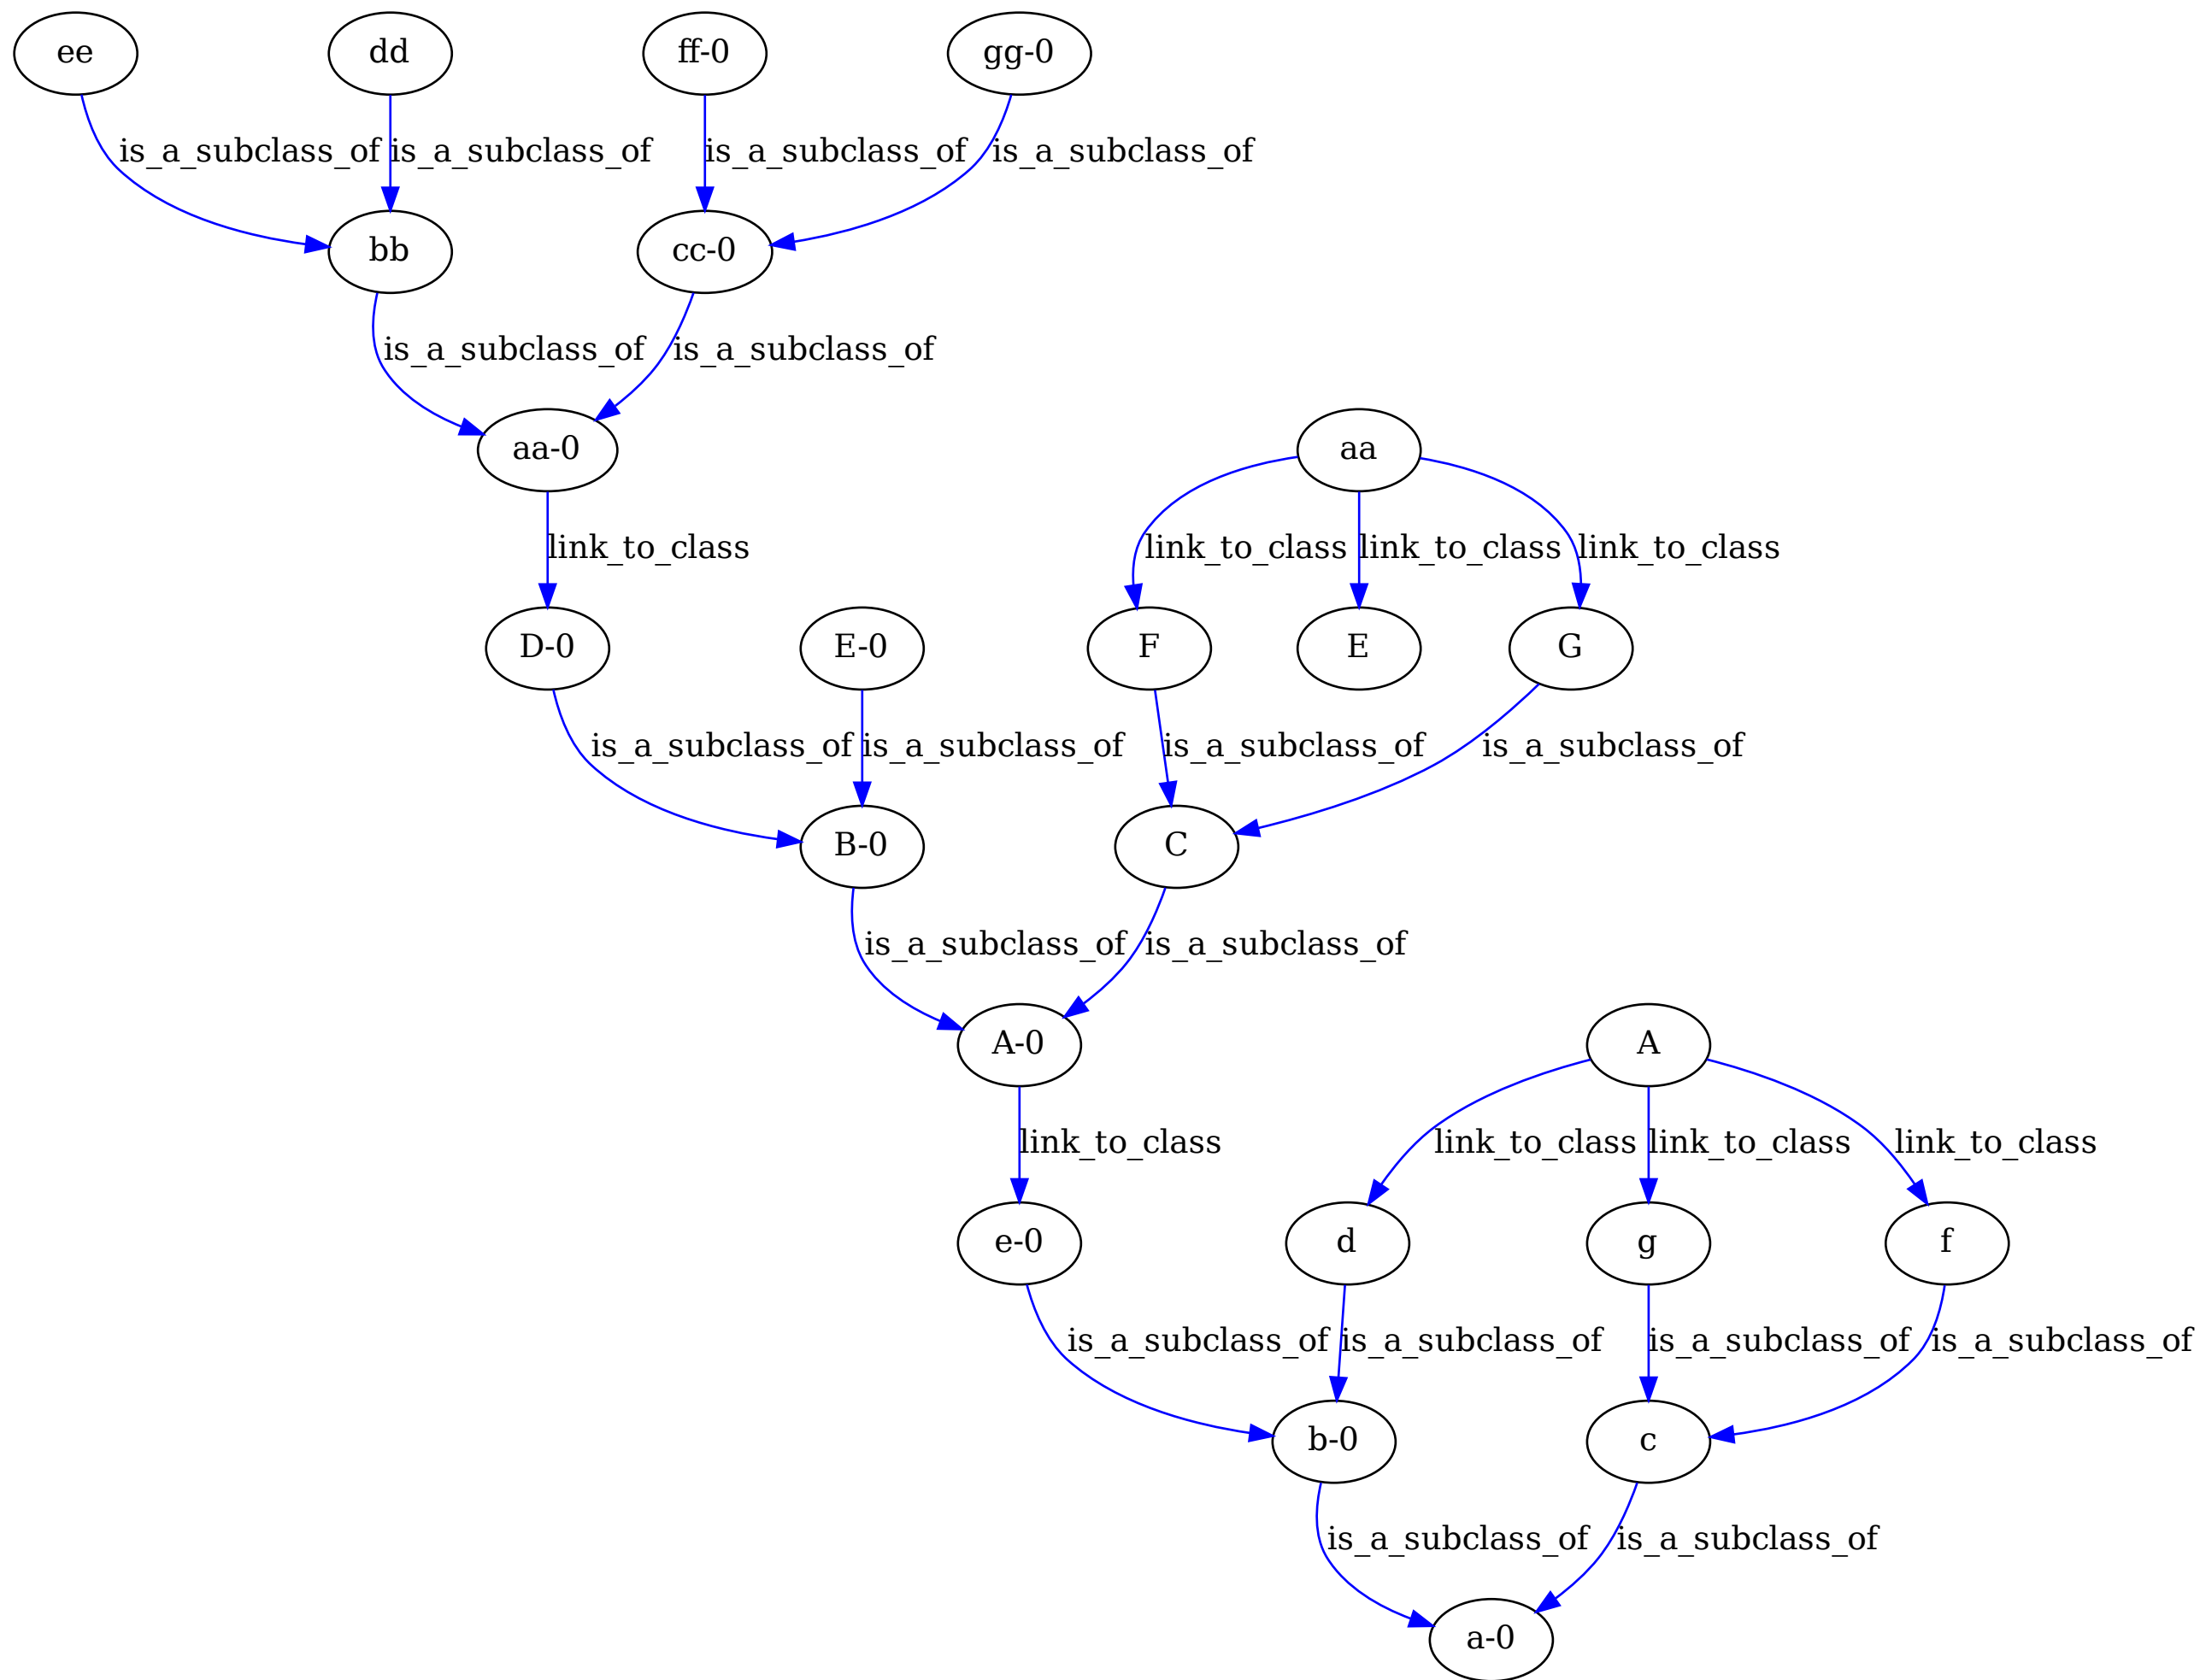 ee dd ff-0 gg-0
is_a_subclass_of is_a_subclass_of is_a_subclass_of is_a_subclass_of
bb cc-0
is_a_subclass_of is_a_subclass_of
aa-0 aa
link_to_class link_to_class link_to_class link_to_class
D-0 E-0 F E G
is_a_subclass_of is_a_subclass_of is_a_subclass_of is_a_subclass_of
B-0 C
is_a_subclass_of is_a_subclass_of
A-0 A
link_to_class link_to_class link_to_class link_to_class
e-0 d g f
is_a_subclass_of is_a_subclass_of is_a_subclass_of is_a_subclass_of
b-0 c
is_a_subclass_of is_a_subclass_of
a-0